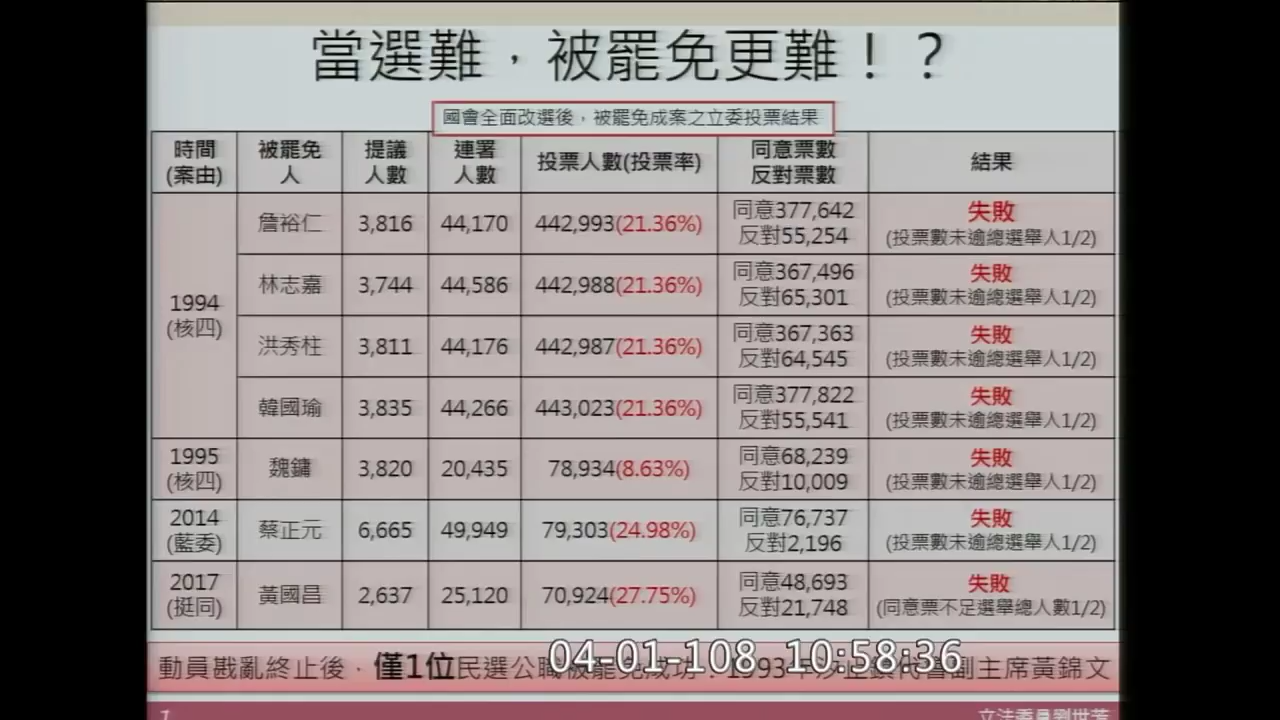 當選難，被罷免更難！？
國會全面改選後，被罷免成案之立委投票結果
時間(案由) 被罷免人 提議人數 連署人數 投票人數(投票率) 同意票數 反對票數 結果
1994(核四)
詹裕仁 3,816 44,170 442,993(21.36%) 同意377,642 反對55,254 失敗 (投票數未逾總選舉人1/2)
林志嘉 3,744 44,586 442,988(21.36%) 同意367,496 反對65,301 失敗 (投票數未逾總選舉人1/2)
洪秀柱 3,811 44,176 442,987(21.36%) 同意367,363 反對64,545 失敗 (投票數未逾總選舉人1/2)
韓國瑜 3,835 44,266 443,023(21.36%) 同意377,822 反對55,541 失敗 (投票數未逾總選舉人1/2)
1995(核四) 魏鏞 3,820 20,435 78,934(8.63%) 同意68,239 反對10,009 失敗 (投票數未逾總選舉人1/2)
2014(藍委) 蔡正元 6,665 49,949 79,303(24.98%) 同意76,737 反對2,196 失敗 (投票數未逾總選舉人1/2)
2017(挺同) 黃國昌 2,637 25,120 70,924(27.75%) 同意48,693 反對21,748 失敗 (同意票不足選舉總人數1/2)
動員戡亂終止後，僅1位民選公職被罷免成功：1993年汐止鎮代會副主席黃錦文
04-01-108 10:58:36
1 立法委員劉世芳